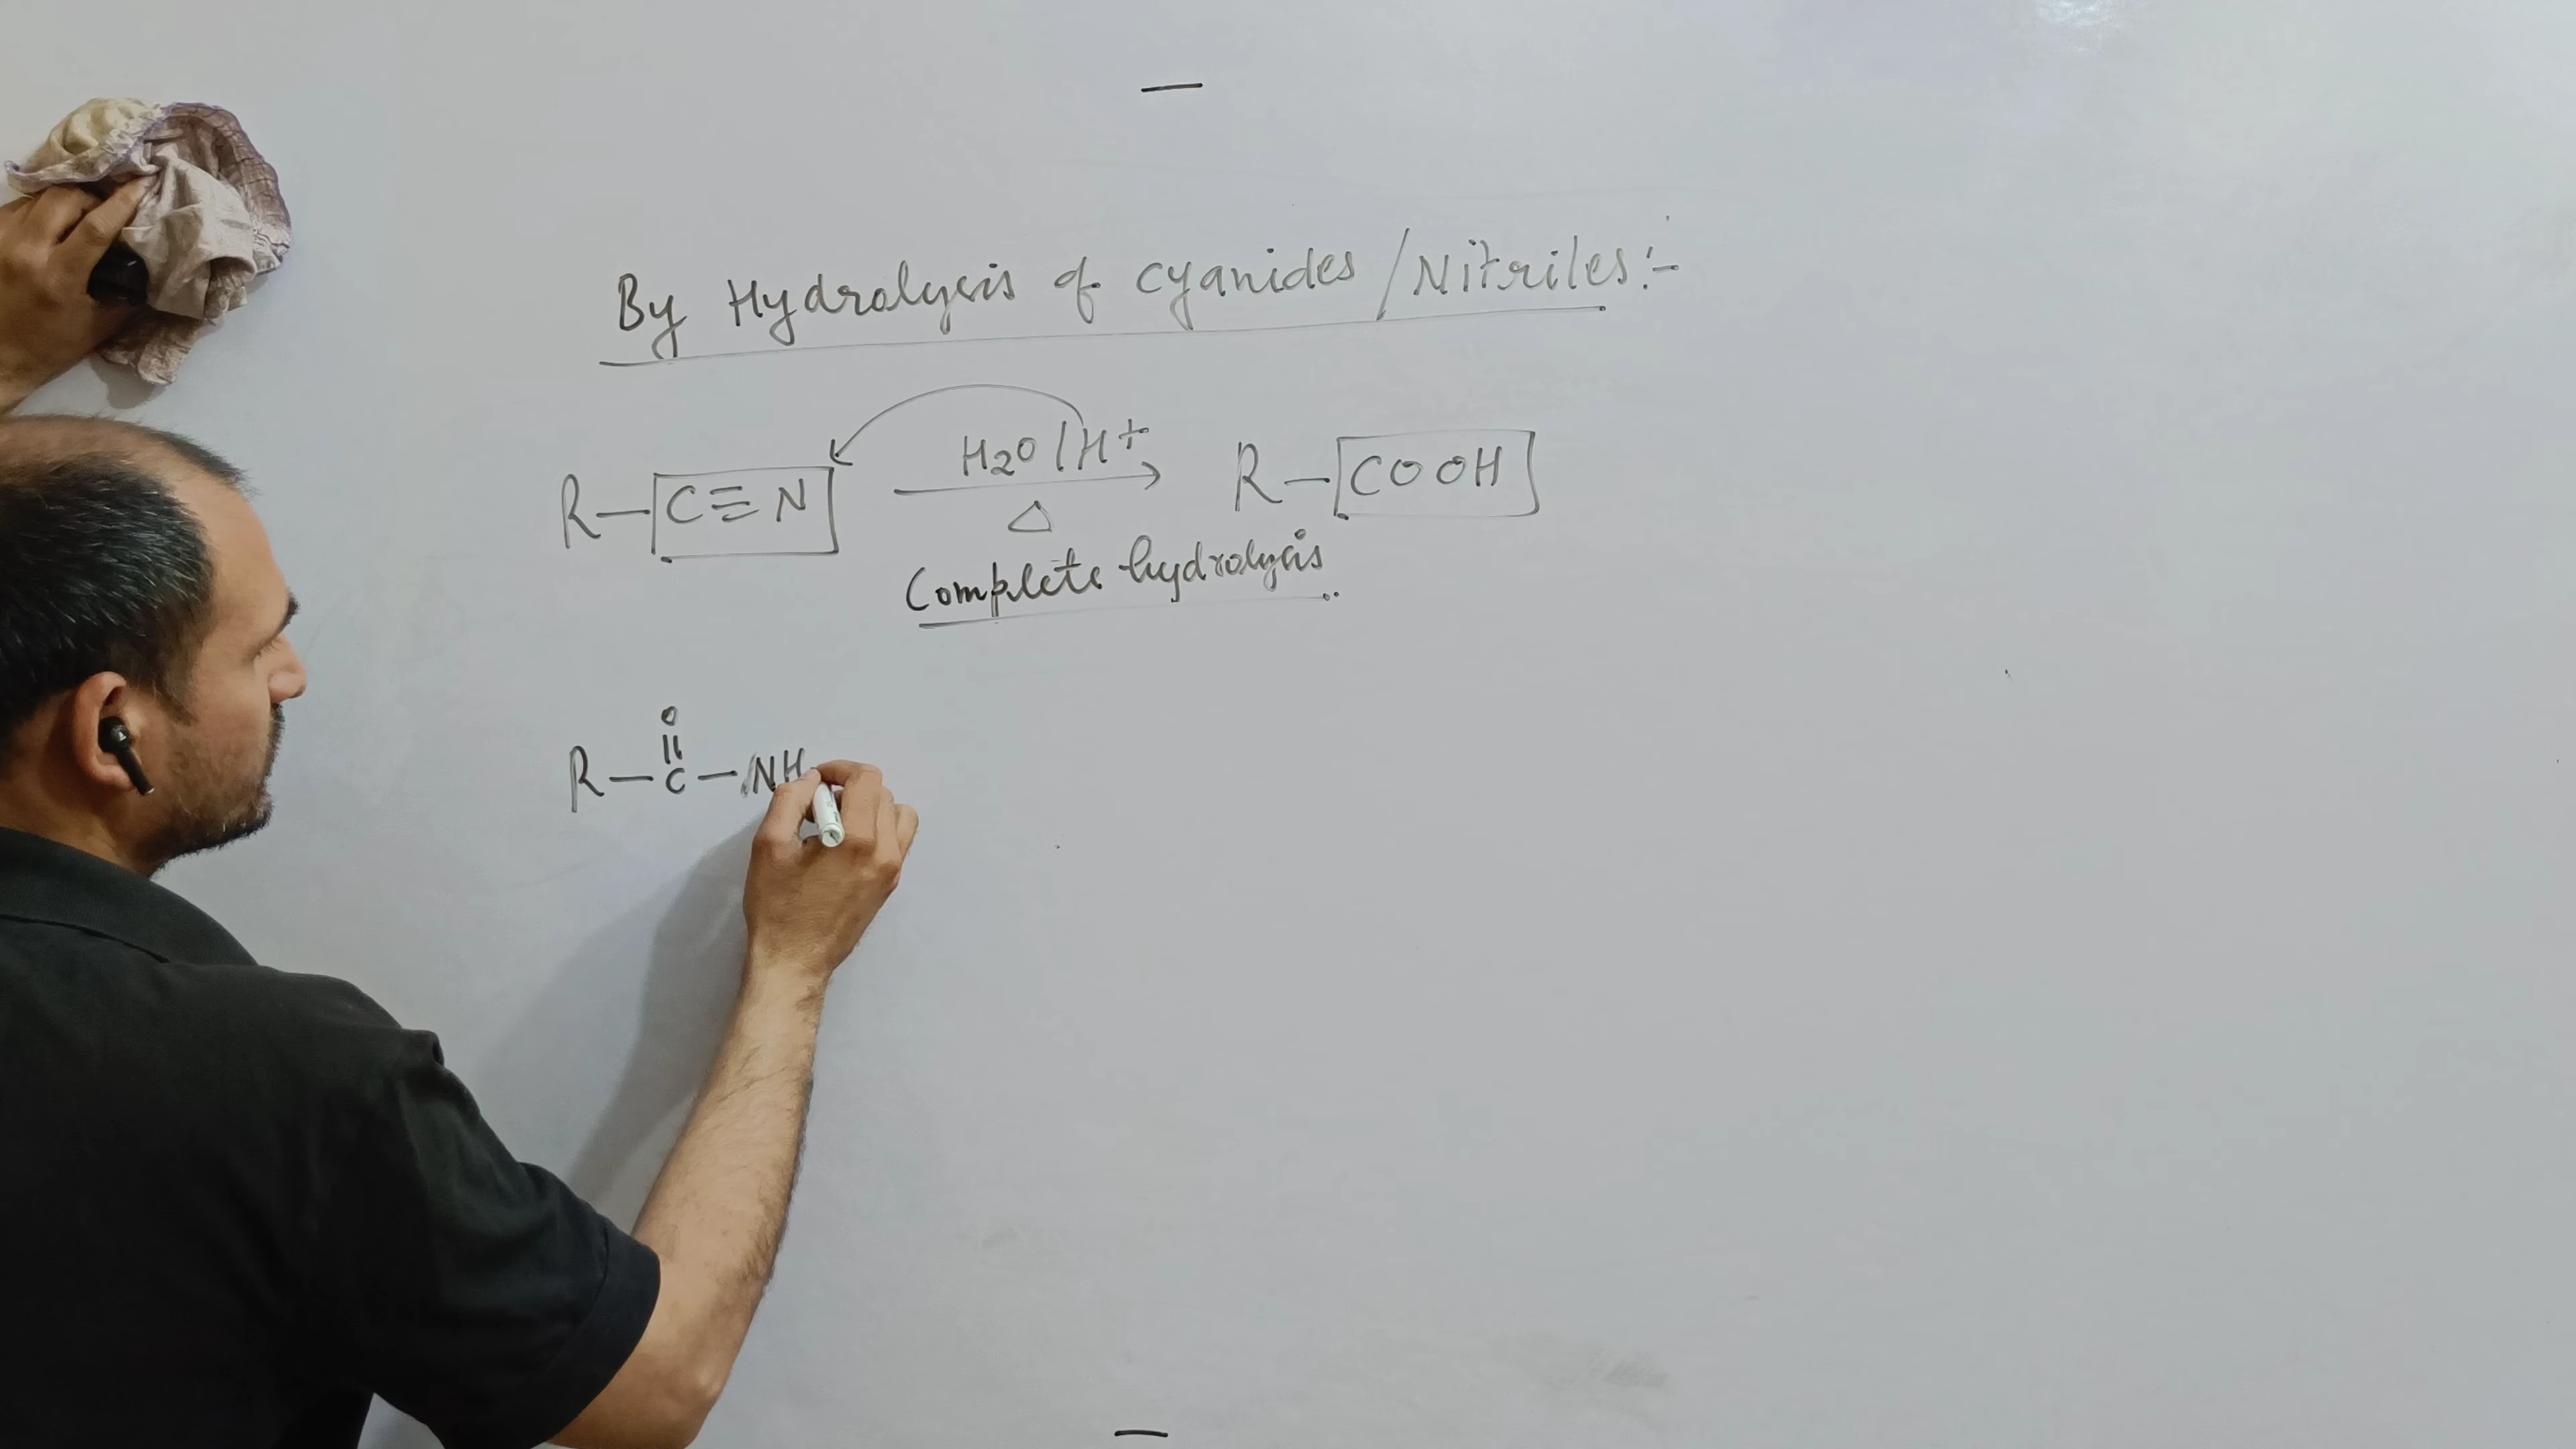 By Hydrolysis of Cyanides/Nitriles:-
R—C≡N H2O/H+ △ → R—COOH
Complete hydrolysis
O
||
R—C—NH